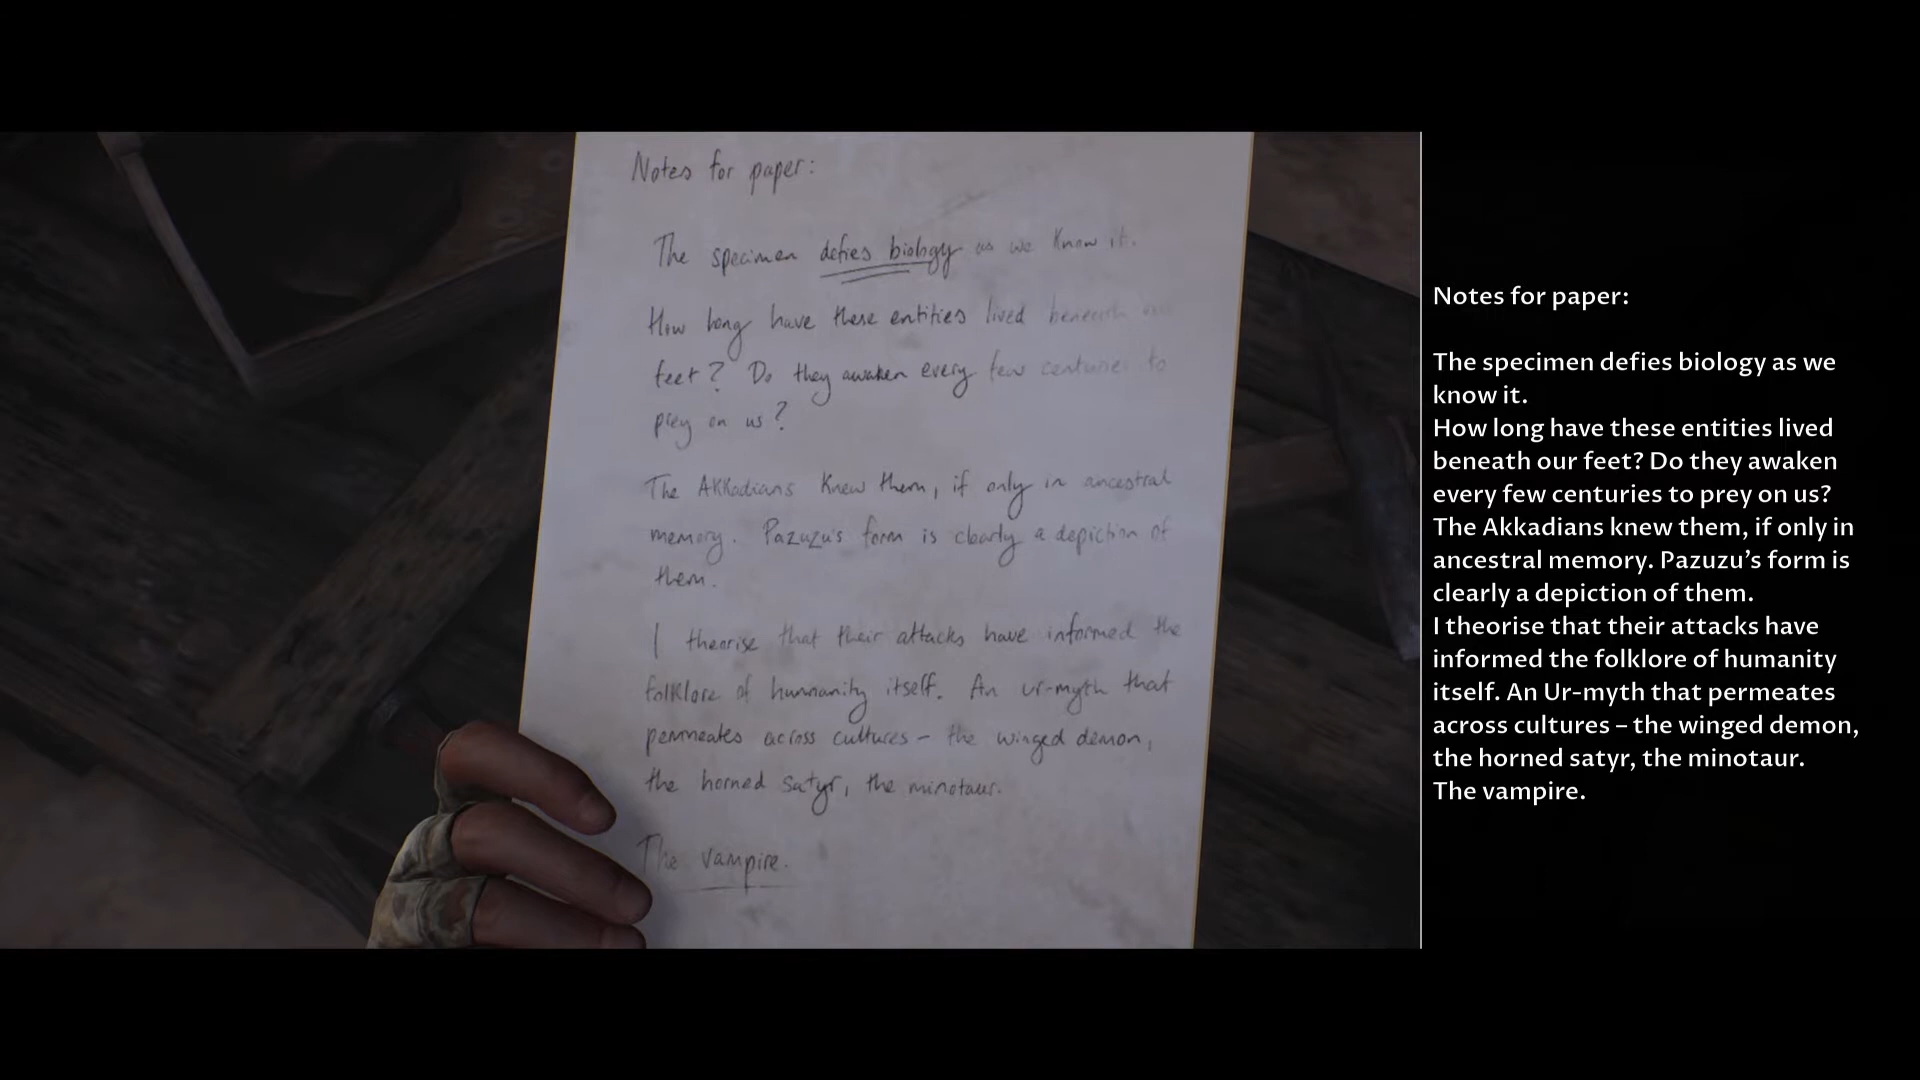 Notes for paper:
The specimen defies biology as we know it.
How long have these entities lived beneath our
feet? Do they awaken every few centuries to
prey on us?
The Akkadians knew them, if only in ancestral
memory. Pazuzu's form is clearly a depiction of
them.
I theorise that their attacks have informed the
folklore of humanity itself. An ur-myth that
permeates across cultures – the winged demon,
the horned satyr, the minotaur.
The vampire.
Notes for paper:
The specimen defies biology as we
know it.
How long have these entities lived
beneath our feet? Do they awaken
every few centuries to prey on us?
The Akkadians knew them, if only in
ancestral memory. Pazuzu’s form is
clearly a depiction of them.
I theorise that their attacks have
informed the folklore of humanity
itself. An Ur-myth that permeates
across cultures – the winged demon,
the horned satyr, the minotaur.
The vampire.